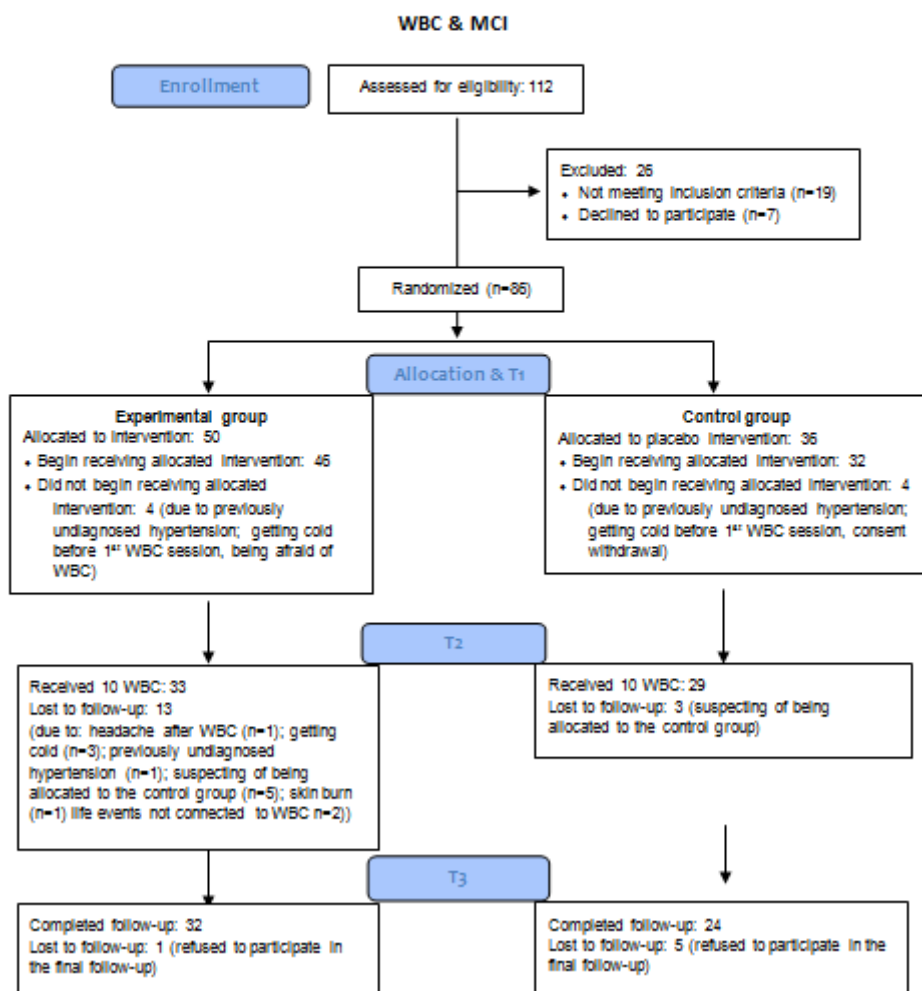 WBC & MCI
Enrollment
Assessed for eligibility: 112
Excluded: 26
• Not meeting inclusion criteria (n=19)
• Declined to participate (n=7)
Randomized (n=86)
Allocation & T1
Experimental group
Allocated to intervention: 50
• Begin receiving allocated intervention: 46
• Did not begin receiving allocated
intervention: 4 (due to previously
undiagnosed hypertension; getting cold
before 1st WBC session, being afraid of
WBC)
Control group
Allocated to placebo intervention: 36
• Begin receiving allocated intervention: 32
• Did not begin receiving allocated intervention: 4
(due to previously undiagnosed hypertension;
getting cold before 1st WBC session, consent
withdrawal)
T2
Received 10 WBC: 33
Lost to follow-up: 13
(due to: headache after WBC (n=1); getting
cold (n=3); previously undiagnosed
hypertension (n=1); suspecting of being
allocated to the control group (n=5); skin burn
(n=1) life events not connected to WBC n=2))
Received 10 WBC: 29
Lost to follow-up: 3 (suspecting of being
allocated to the control group)
T3
Completed follow-up: 32
Lost to follow-up: 1 (refused to participate in
the final follow-up)
Completed follow-up: 24
Lost to follow-up: 5 (refused to participate in the
final follow-up)